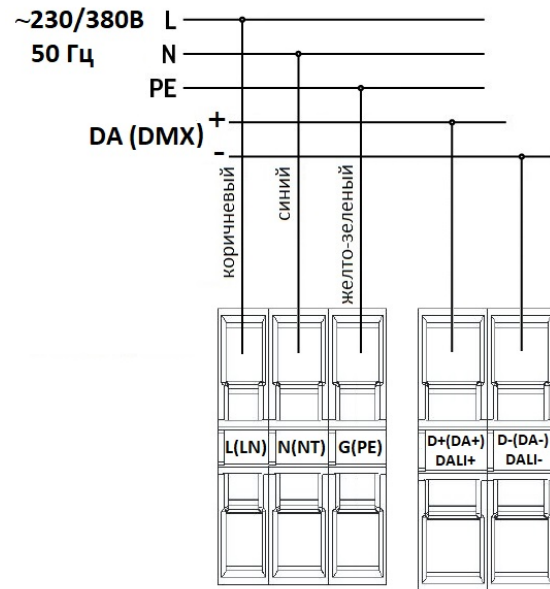 ~230/380В L
50 Гц N
PE
DA (DMX) +
-
коричневый
синий
желто-зеленый
L(LN) N(NT) G(PE) D+(DA+) D-(DA-)
DALI+ DALI-